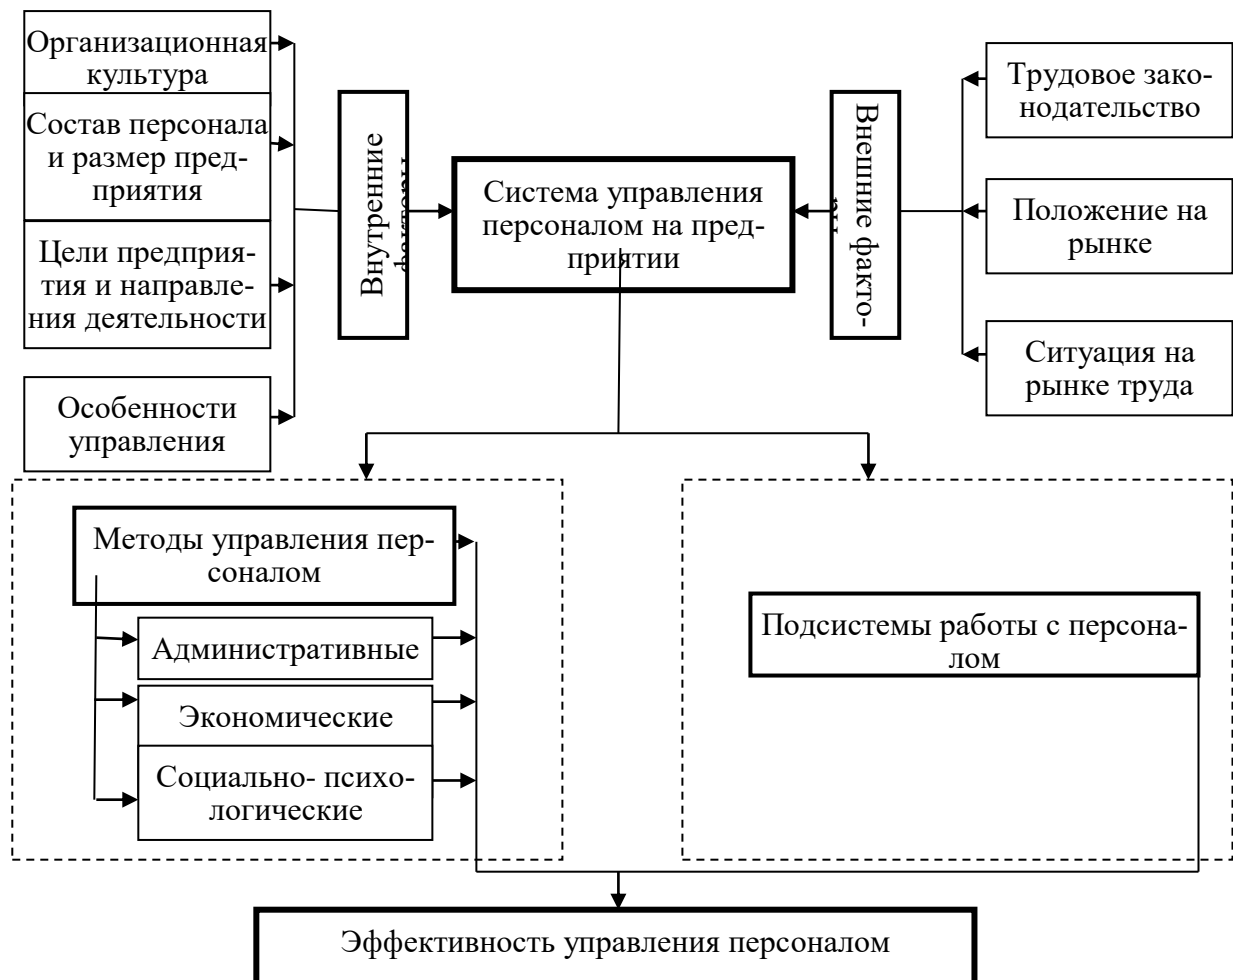 Организационная
культура
Состав персонала
и размер пред-
приятия
Цели предприя-
тия и направле-
ния деятельности
Особенности
управления
Внутренние
Система управления
персоналом на пред-
приятии
Внешние факто-
Трудовое зако-
нодательство
Положение на
рынке
Ситуация на
рынке труда
Методы управления пер-
соналом
Административные
Экономические
Социально- психо-
логические
Подсистемы работы с персона-
лом
Эффективность управления персоналом